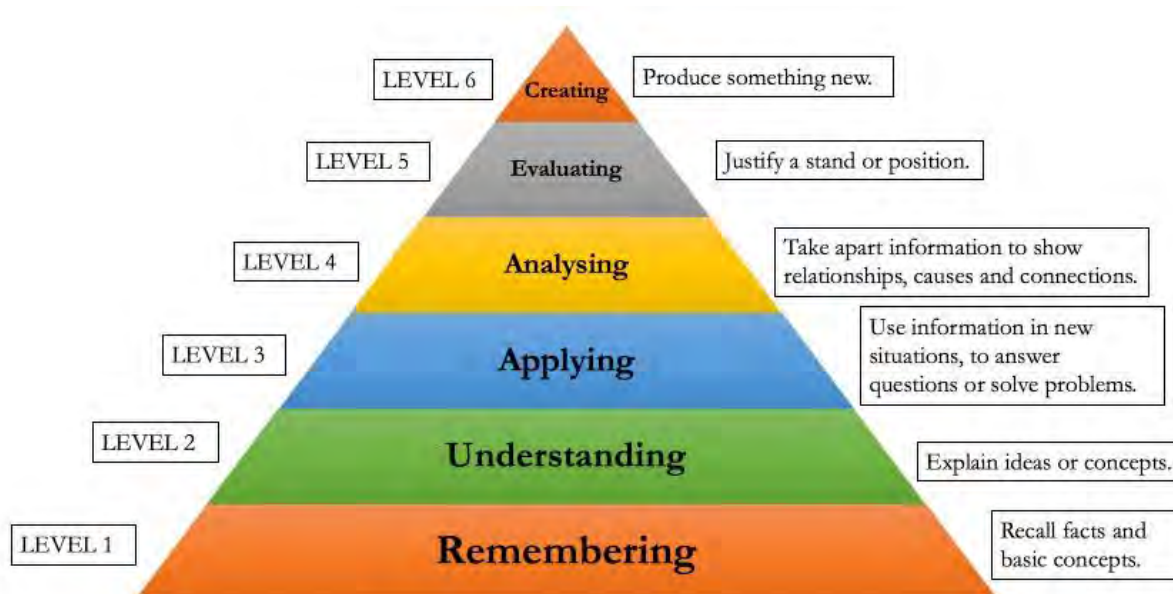 LEVEL 6
Creating
Produce something new.
LEVEL 5
Evaluating
Justify a stand or position.
LEVEL 4
Analysing
Take apart information to show
relationships, causes and connections.
LEVEL 3
Applying
Use information in new
situations, to answer
questions or solve problems.
LEVEL 2
Understanding
Explain ideas or concepts.
LEVEL 1
Remembering
Recall facts and
basic concepts.